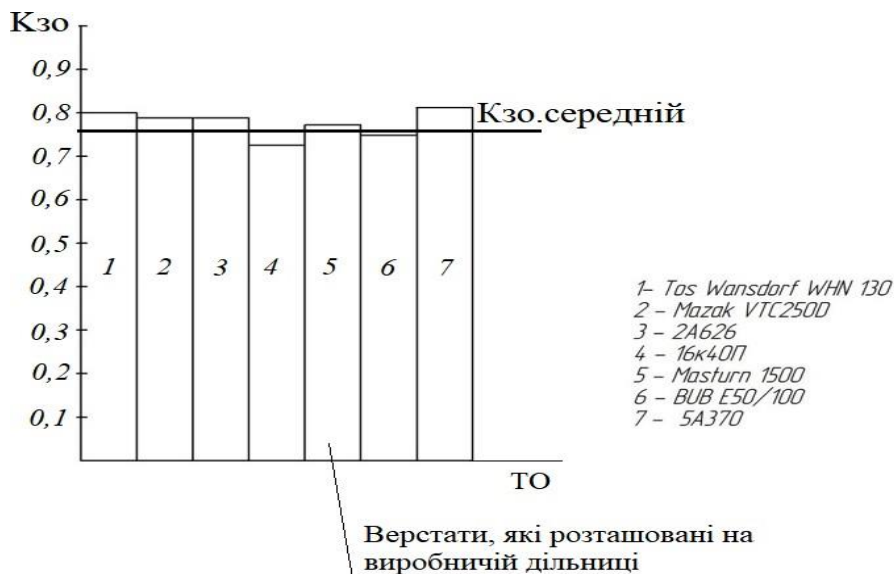 Кзо
0,9
0,8
0,7
0,6
0,5
0,4
0,3
0,2
0,1
Кзо.середній
1
2
3
4
5
6
7
1– Tos Wansdorf WHN 130
2 – Mazak VTC250D
3 – 2А626
4 – 16к40П
5 – Masturn 1500
6 – BUB E50/100
7 – 5А370
ТО
Верстати, які розташовані на
виробничій дільниці